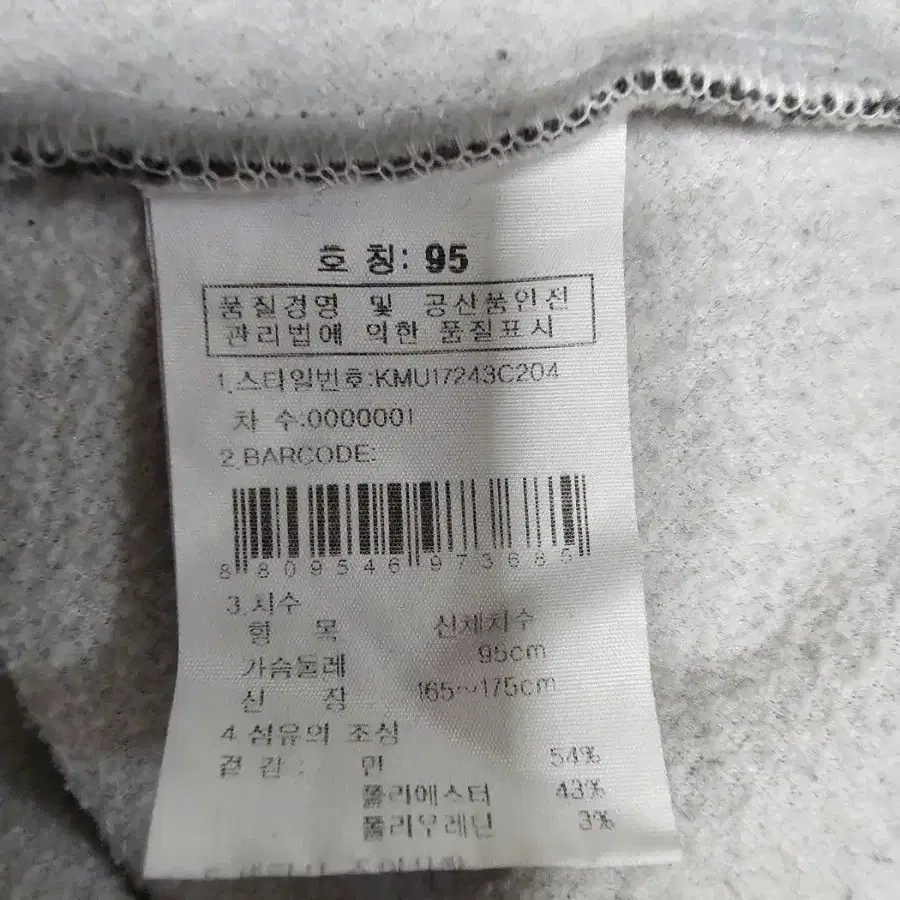 호 칭: 95
품질경영 및 공산품안전
관리법에 의한 품질표시
1.스타일번호:KMU17243C204
차 수:0000001
2.BARCODE:
8809546973685
3.치수
항 목 신체치수
가슴둘레 95cm
신 장 165~175cm
4.섬유의 조성
겉 감 : 면 54%
폴리에스터 43%
폴리우레탄 3%